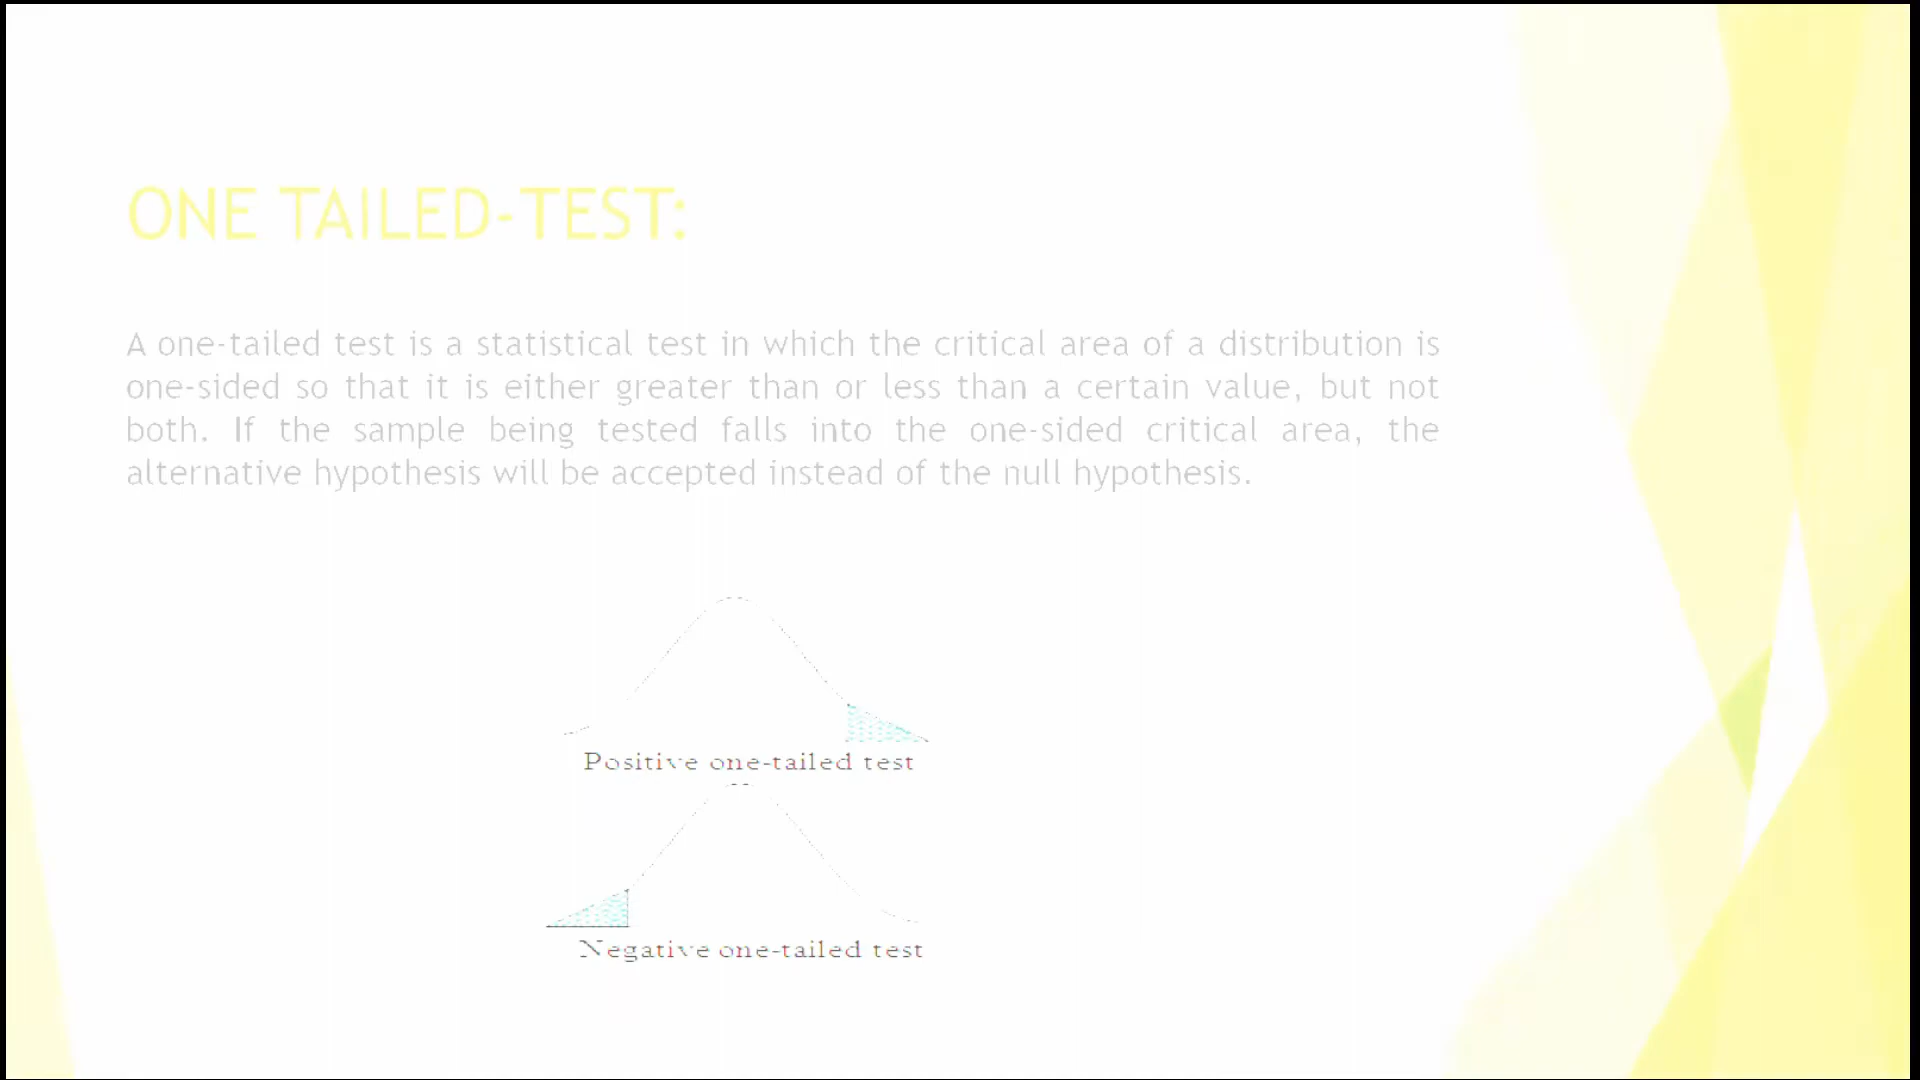 ONE TAILED-TEST:
A one-tailed test is a statistical test in which the critical area of a distribution is
one-sided so that it is either greater than or less than a certain value, but not
both. If the sample being tested falls into the one-sided critical area, the
alternative hypothesis will be accepted instead of the null hypothesis.
Positive one-tailed test
Negative one-tailed test